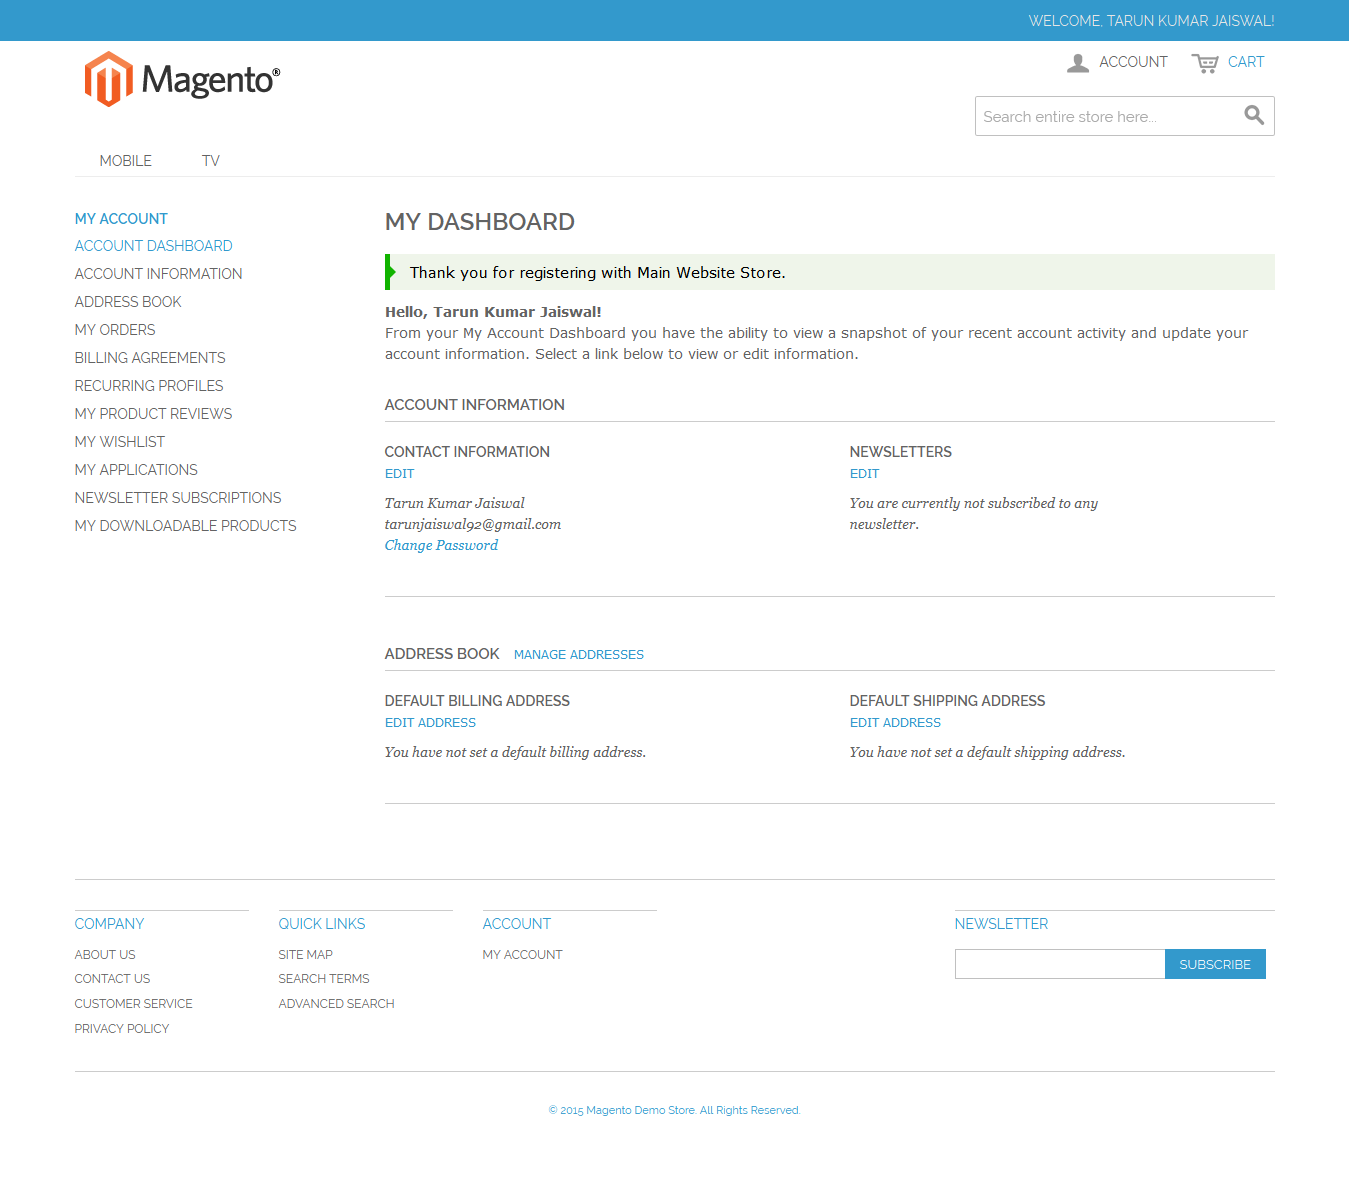 WELCOME, TARUN KUMAR JAISWAL!
Magento®
ACCOUNT
CART
Search entire store here...
MOBILE
TV
MY ACCOUNT
ACCOUNT DASHBOARD
ACCOUNT INFORMATION
ADDRESS BOOK
MY ORDERS
BILLING AGREEMENTS
RECURRING PROFILES
MY PRODUCT REVIEWS
MY WISHLIST
MY APPLICATIONS
NEWSLETTER SUBSCRIPTIONS
MY DOWNLOADABLE PRODUCTS
MY DASHBOARD
Thank you for registering with Main Website Store.
Hello, Tarun Kumar Jaiswal!
From your My Account Dashboard you have the ability to view a snapshot of your recent account activity and update your
account information. Select a link below to view or edit information.
ACCOUNT INFORMATION
CONTACT INFORMATION
EDIT
Tarun Kumar Jaiswal
tarunjaiswal92@gmail.com
Change Password
NEWSLETTERS
EDIT
You are currently not subscribed to any
newsletter.
ADDRESS BOOK MANAGE ADDRESSES
DEFAULT BILLING ADDRESS
EDIT ADDRESS
You have not set a default billing address.
DEFAULT SHIPPING ADDRESS
EDIT ADDRESS
You have not set a default shipping address.
COMPANY
ABOUT US
CONTACT US
CUSTOMER SERVICE
PRIVACY POLICY
QUICK LINKS
SITE MAP
SEARCH TERMS
ADVANCED SEARCH
ACCOUNT
MY ACCOUNT
NEWSLETTER
SUBSCRIBE
© 2015 Magento Demo Store. All Rights Reserved.